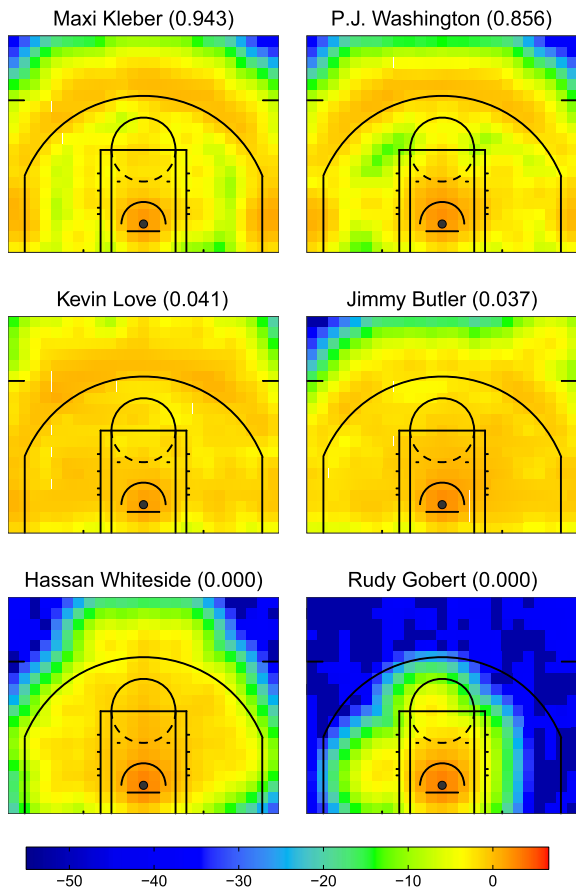 Maxi Kleber (0.943)
P.J. Washington (0.856)
Kevin Love (0.041)
Jimmy Butler (0.037)
Hassan Whiteside (0.000)
Rudy Gobert (0.000)
−50 −40 −30 −20 −10 0